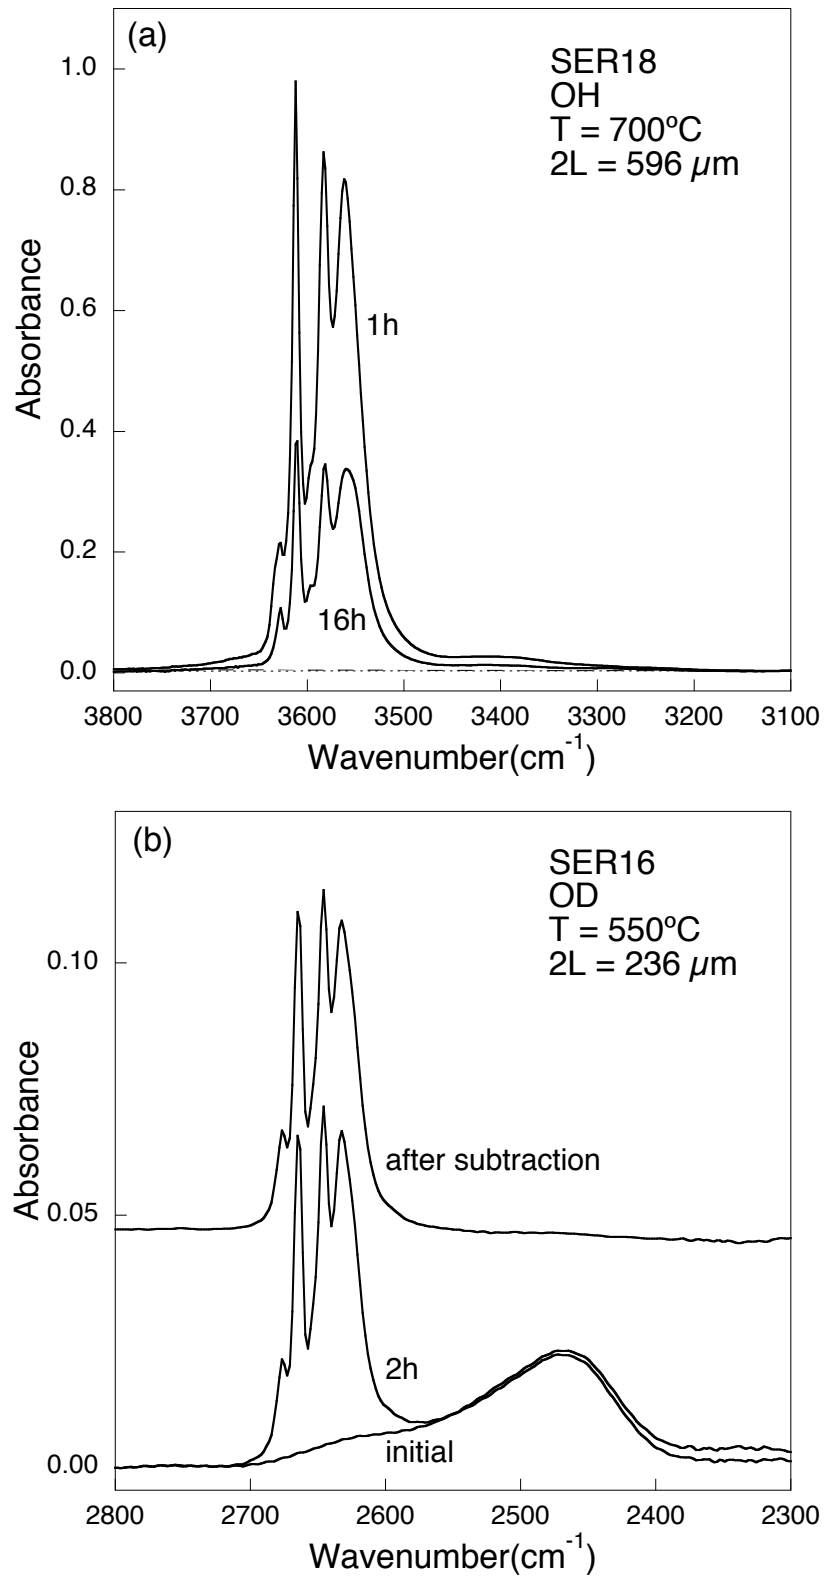 (a)
SER18
OH
T = 700ºC
2L = 596 µm
1.0
0.8
0.6
0.4
0.2
0.0
Absorbance
1h
16h
3800 3700 3600 3500 3400 3300 3200 3100
Wavenumber(cm⁻¹)
(b)
SER16
OD
T = 550ºC
2L = 236 µm
0.10
0.05
0.00
Absorbance
after subtraction
2h
initial
2800 2700 2600 2500 2400 2300
Wavenumber(cm⁻¹)